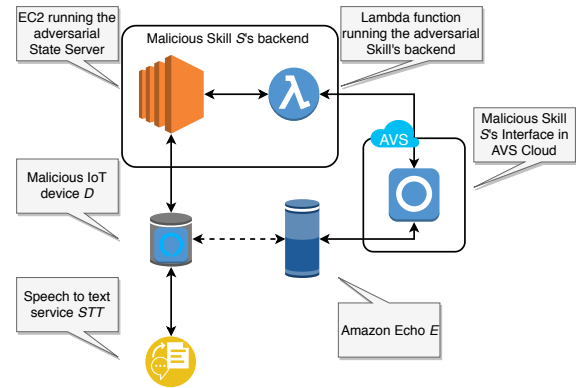 EC2 running the
adversarial
State Server
Malicious Skill S's backend
Lambda function
running the adversarial
Skill's backend
λ
AVS
Malicious Skill
S's Interface in
AVS Cloud
Malicious IoT
device D
Speech to text
service STT
Amazon Echo E